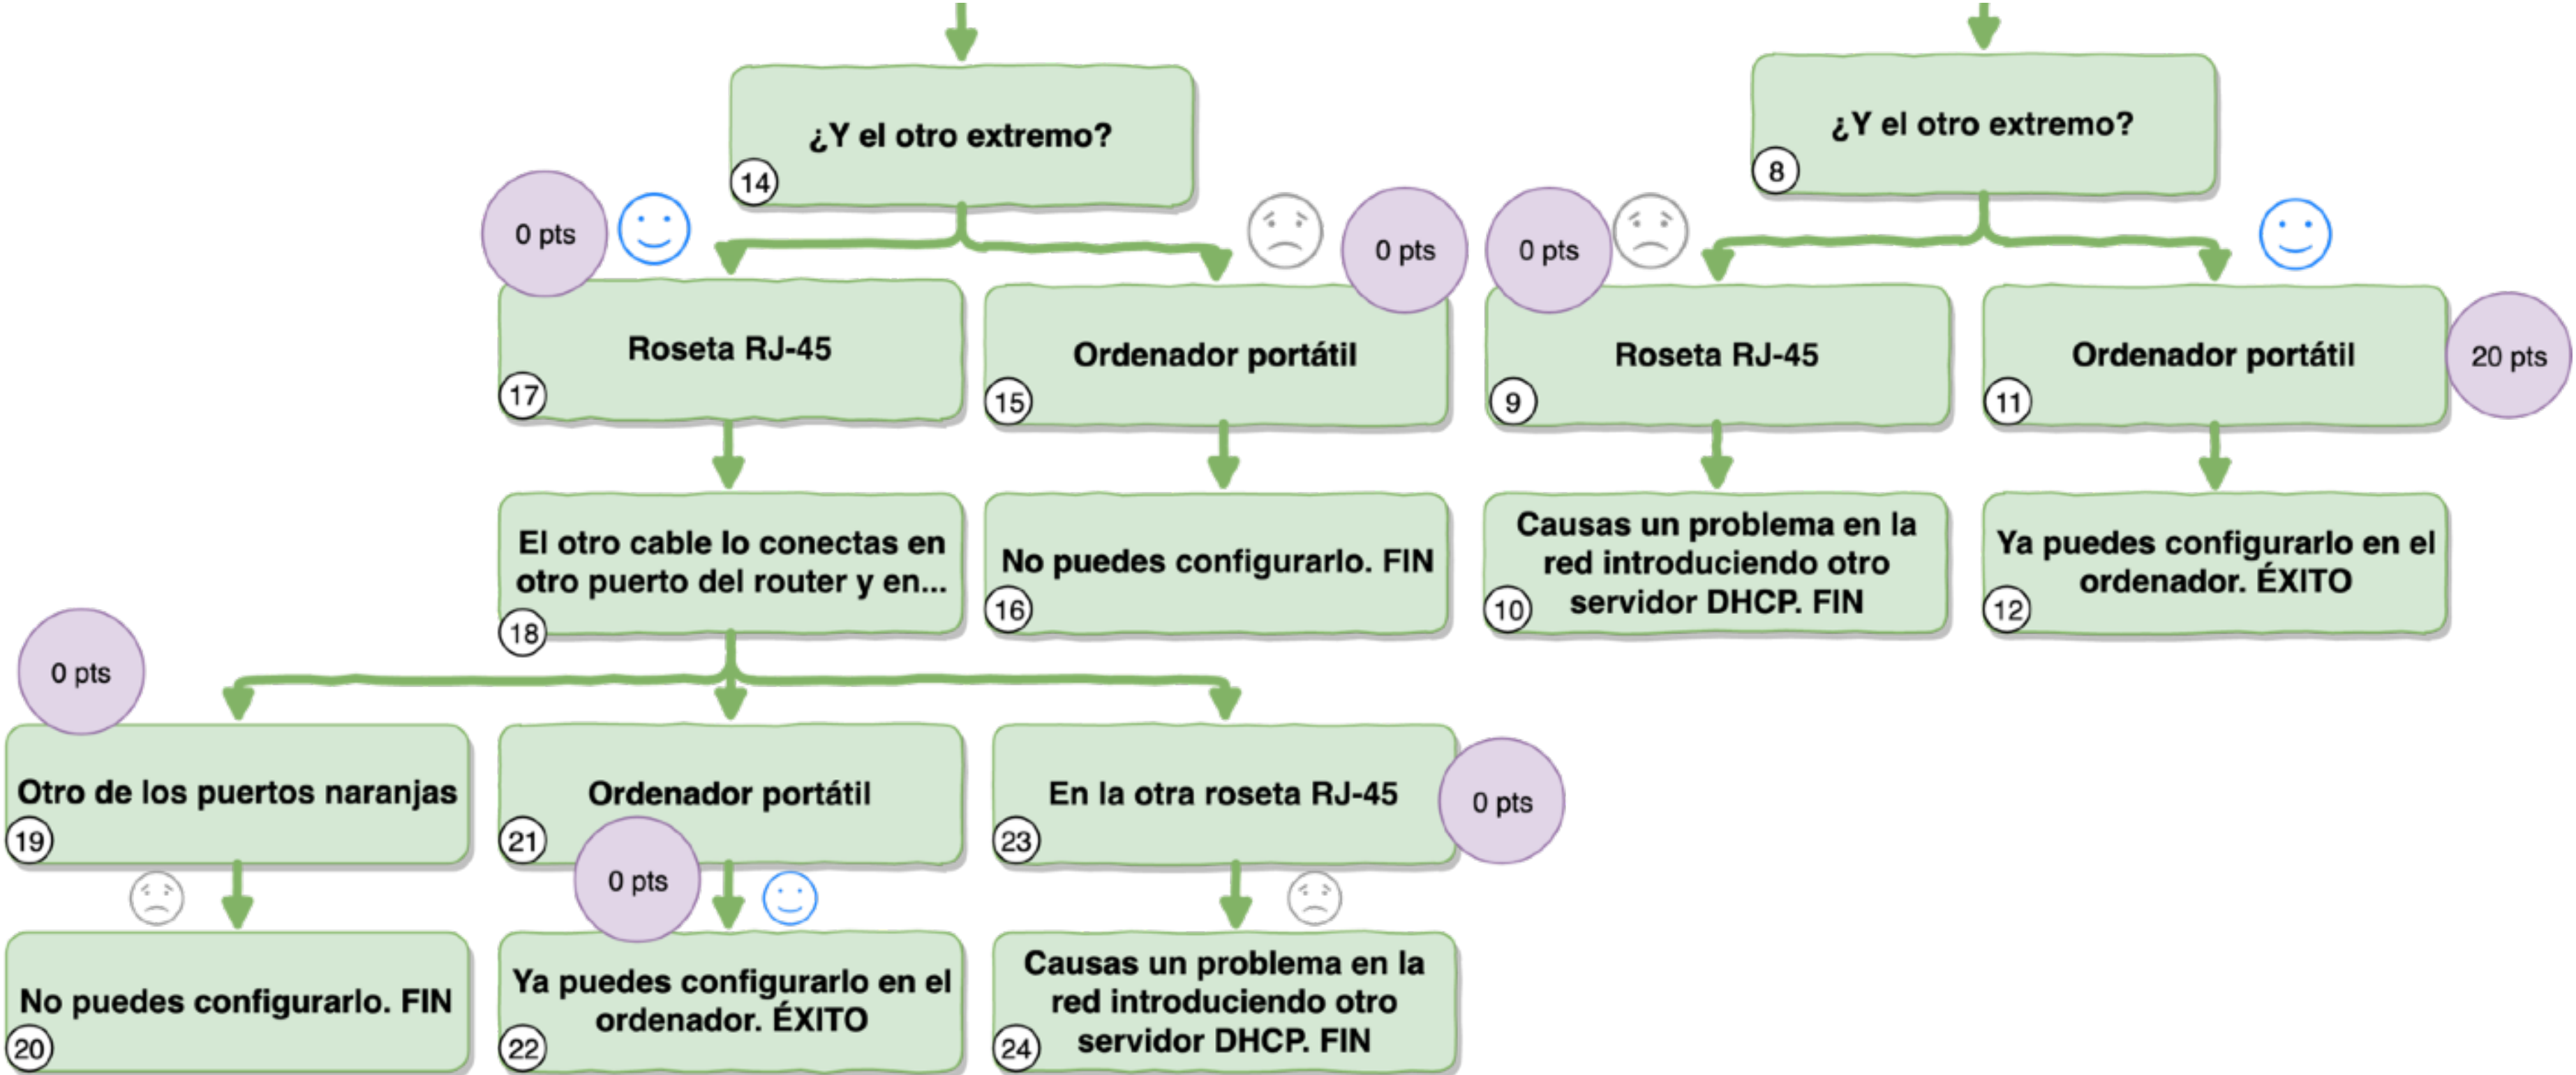 ¿Y el otro extremo?
14
¿Y el otro extremo?
8
0 pts
0 pts
0 pts
Roseta RJ-45
17
Ordenador portátil
15
Roseta RJ-45
9
Ordenador portátil
11
20 pts
El otro cable lo conectas en
otro puerto del router y en...
18
No puedes configurarlo. FIN
16
Causas un problema en la
red introduciendo otro
servidor DHCP. FIN
10
Ya puedes configurarlo en el
ordenador. ÉXITO
12
0 pts
Otro de los puertos naranjas
19
Ordenador portátil
21
En la otra roseta RJ-45
23
0 pts
0 pts
No puedes configurarlo. FIN
20
Ya puedes configurarlo en el
ordenador. ÉXITO
22
Causas un problema en la
red introduciendo otro
servidor DHCP. FIN
24